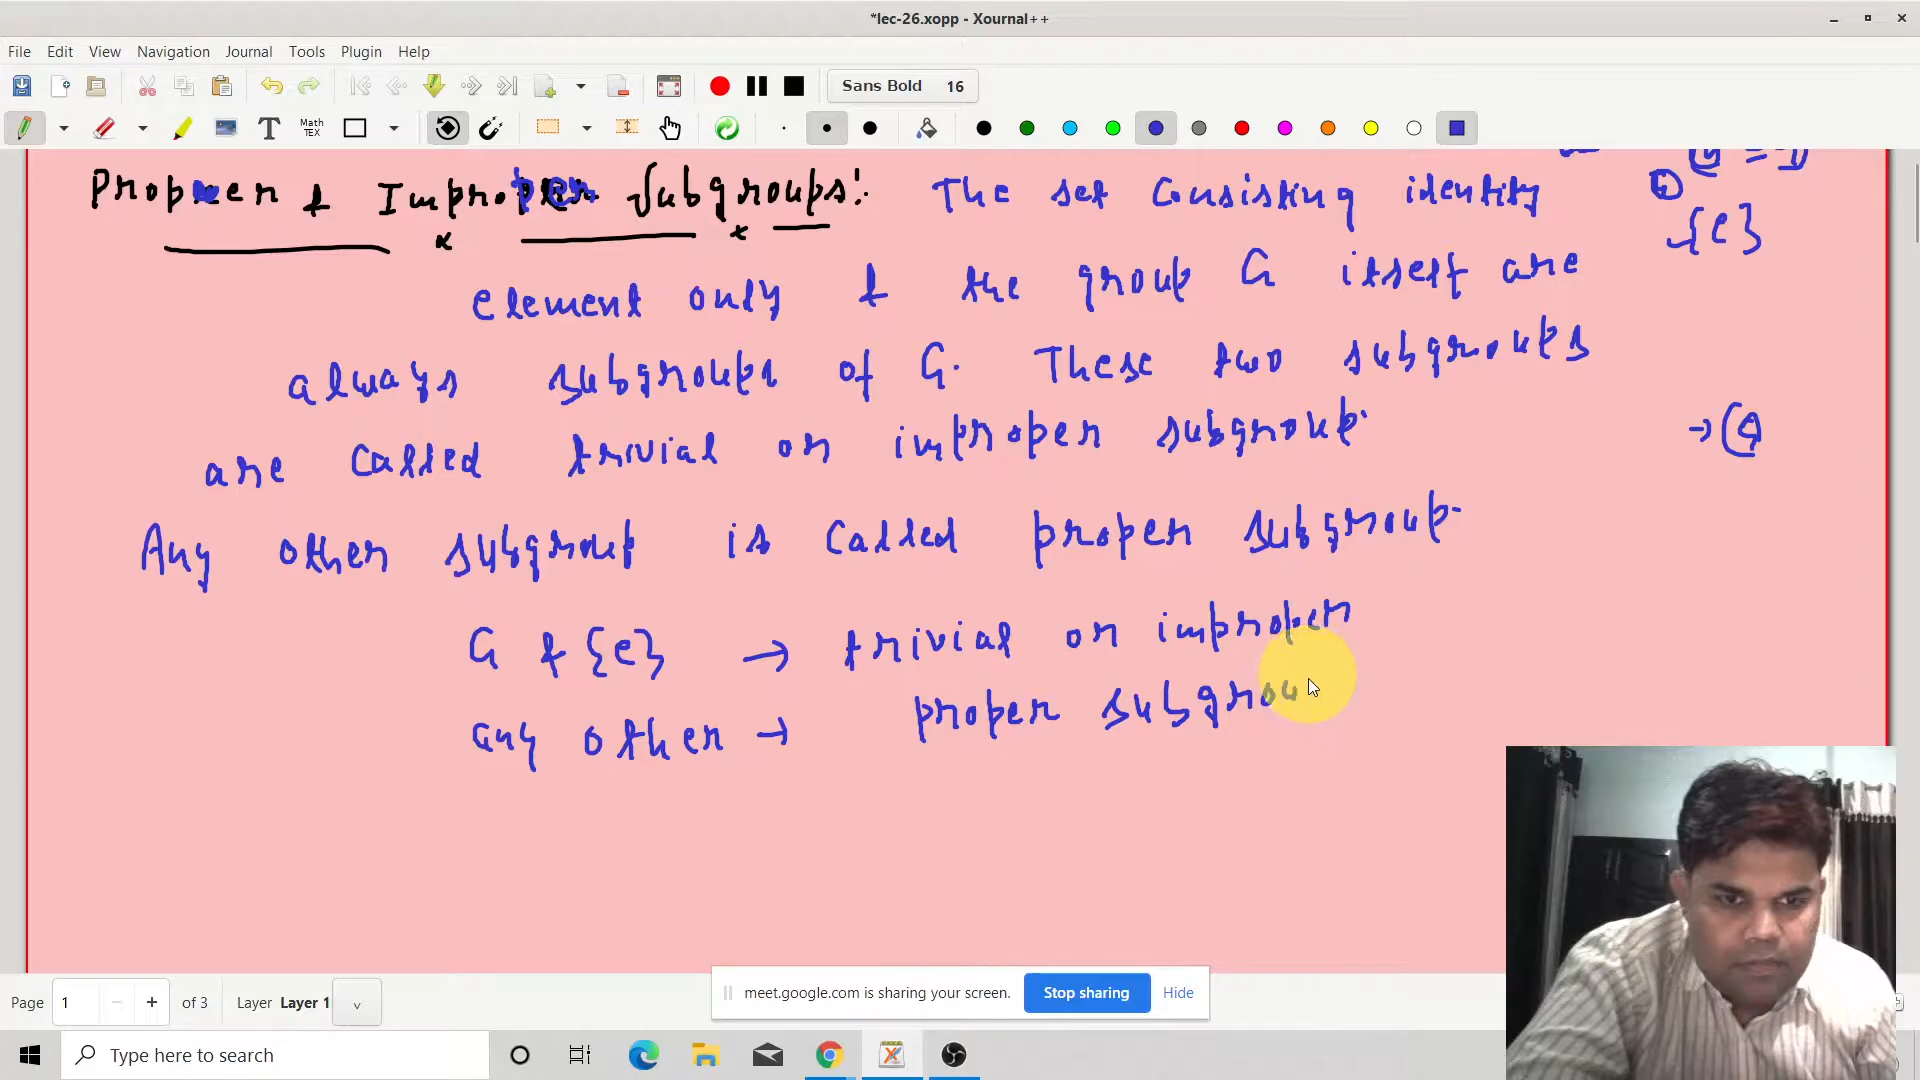 *lec-26.xopp - Xournal++
File Edit View Navigation Journal Tools Plugin Help
Sans Bold 16
Math
TEX
Proper & Improper Subgroups: The set consisting identity
{e}
element only & the group G itself are
always subgroups of G. These two subgroups
are called trivial or improper subgroup.
→ G
Any other subgroup is called proper subgroup.
G & {e} → trivial or improper
any other → proper subgrou
Page 1 of 3 Layer Layer 1
meet.google.com is sharing your screen. Stop sharing Hide
Type here to search